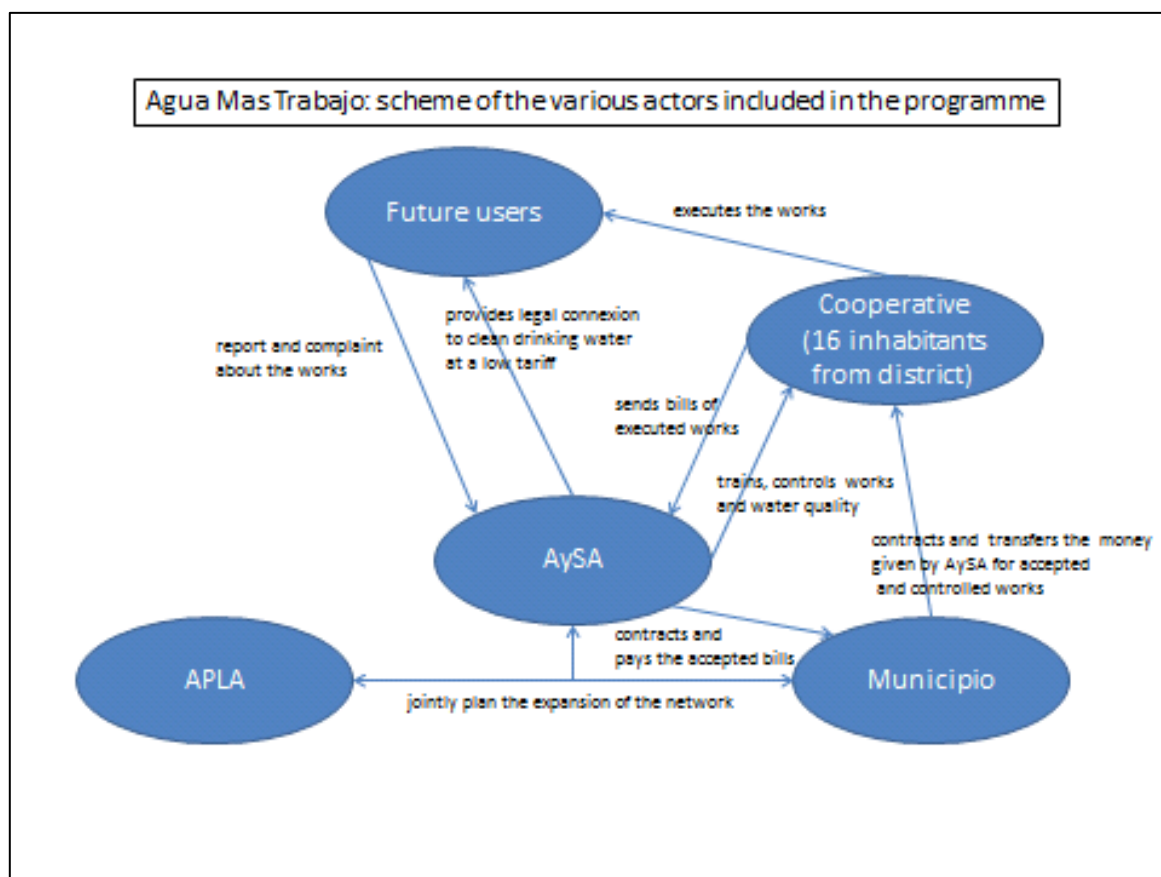 Agua Mas Trabajo: scheme of the various actors included in the programme
Future users
executes the works
Cooperative
(16 inhabitants
from district)
provides legal connexion
to clean drinking water
at a low tariff
report and complaint
about the works
sends bills of
executed works
trains, controls works
and water quality
contracts and transfers the money
given by AySA for accepted
and controlled works
AySA
contracts and
pays the accepted bills
APLA
Municipio
jointly plan the expansion of the network